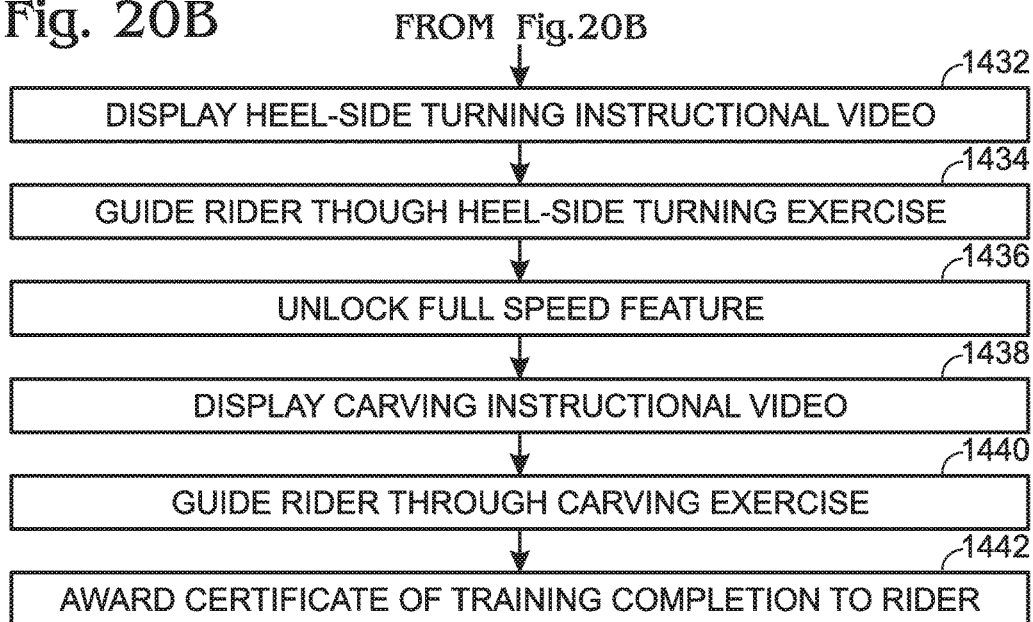 Fig. 20B
FROM Fig.20B
1432
DISPLAY HEEL-SIDE TURNING INSTRUCTIONAL VIDEO
1434
GUIDE RIDER THOUGH HEEL-SIDE TURNING EXERCISE
1436
UNLOCK FULL SPEED FEATURE
1438
DISPLAY CARVING INSTRUCTIONAL VIDEO
1440
GUIDE RIDER THROUGH CARVING EXERCISE
1442
AWARD CERTIFICATE OF TRAINING COMPLETION TO RIDER